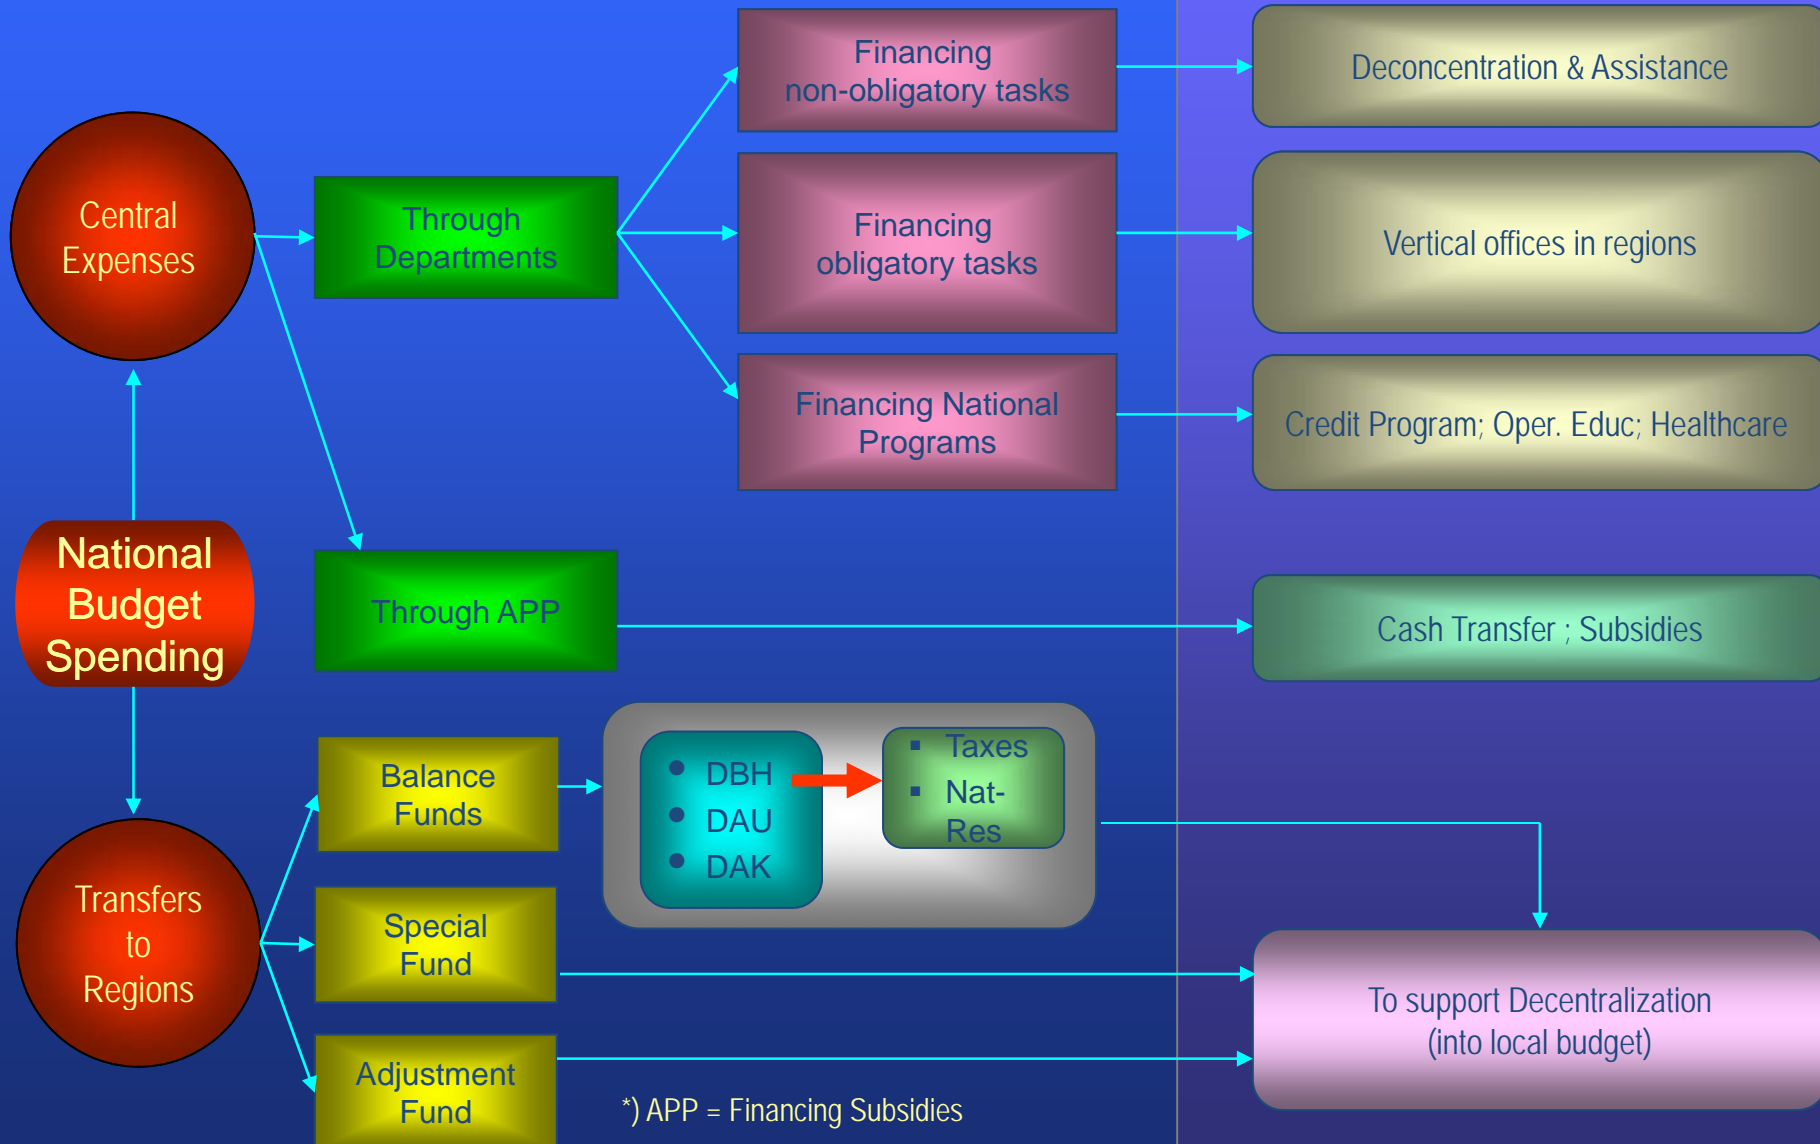 Financing
non-obligatory tasks
Deconcentration & Assistance
Central
Expenses
Through
Departments
Financing
obligatory tasks
Vertical offices in regions
Financing National
Programs
Credit Program; Oper. Educ; Healthcare
National
Budget
Spending
Through APP
Cash Transfer ; Subsidies
Balance
Funds
• DBH
• DAU
• DAK
▪ Taxes
▪ Nat-
Res
Transfers
to
Regions
Special
Fund
To support Decentralization
(into local budget)
Adjustment
Fund
*) APP = Financing Subsidies